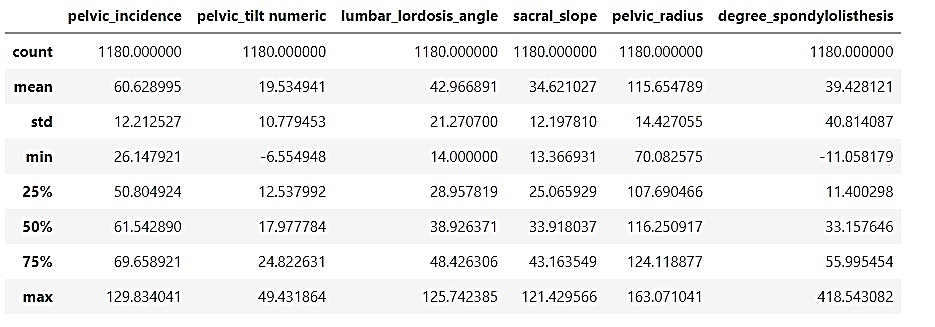 pelvic_incidence pelvic_tilt numeric lumbar_lordosis_angle sacral_slope pelvic_radius degree_spondylolisthesis
count 1180.000000 1180.000000 1180.000000 1180.000000 1180.000000 1180.000000
mean 60.628995 19.534941 42.966891 34.621027 115.654789 39.428121
std 12.212527 10.779453 21.270700 12.197810 14.427055 40.814087
min 26.147921 -6.554948 14.000000 13.366931 70.082575 -11.058179
25% 50.804924 12.537992 28.957819 25.065929 107.690466 11.400298
50% 61.542890 17.977784 38.926371 33.918037 116.250917 33.157646
75% 69.658921 24.822631 48.426306 43.163549 124.118877 55.995454
max 129.834041 49.431864 125.742385 121.429566 163.071041 418.543082